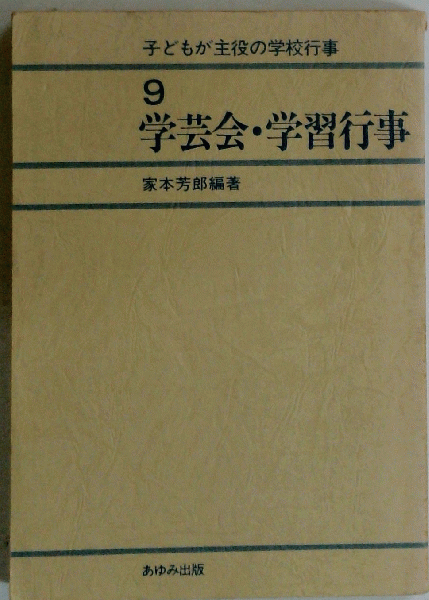 子どもが主役の学校行事
9
学芸会・学習行事
家本芳郎編著
あゆみ出版